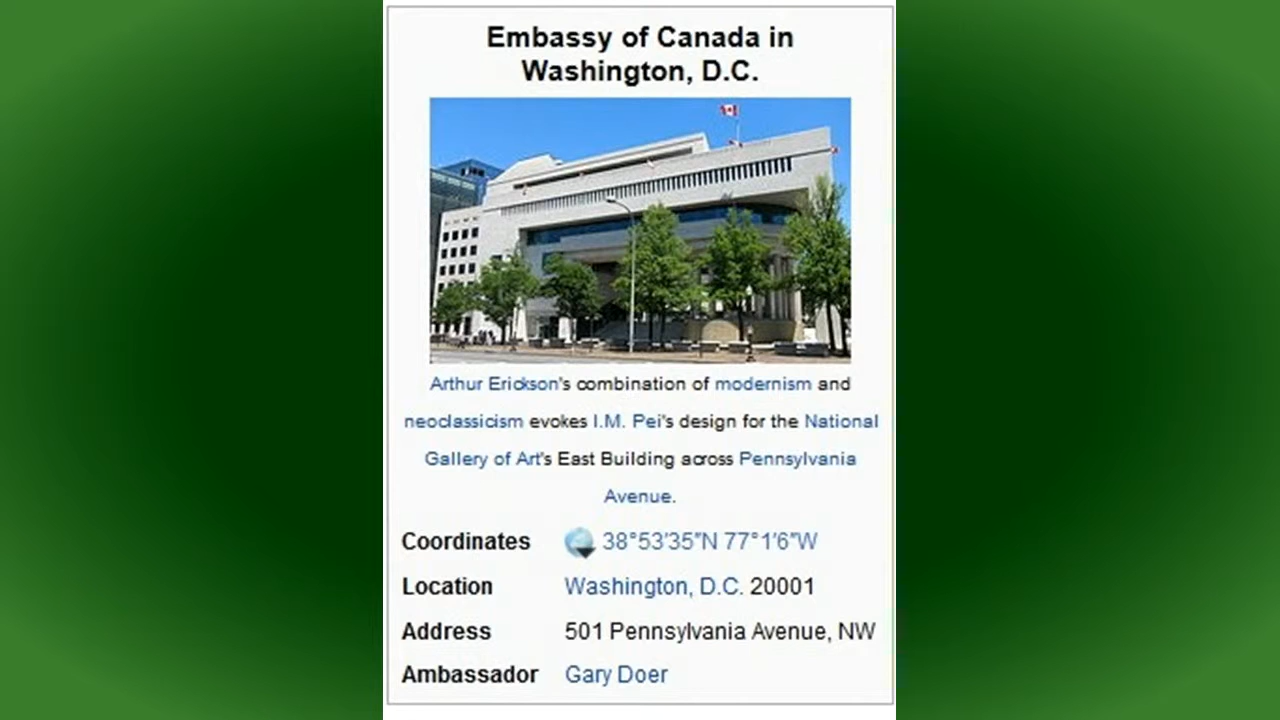 Embassy of Canada in
Washington, D.C.
Arthur Erickson's combination of modernism and
neoclassicism evokes I.M. Pei's design for the National
Gallery of Art's East Building across Pennsylvania
Avenue.
Coordinates 38°53′35″N 77°1′6″W
Location Washington, D.C. 20001
Address 501 Pennsylvania Avenue, NW
Ambassador Gary Doer